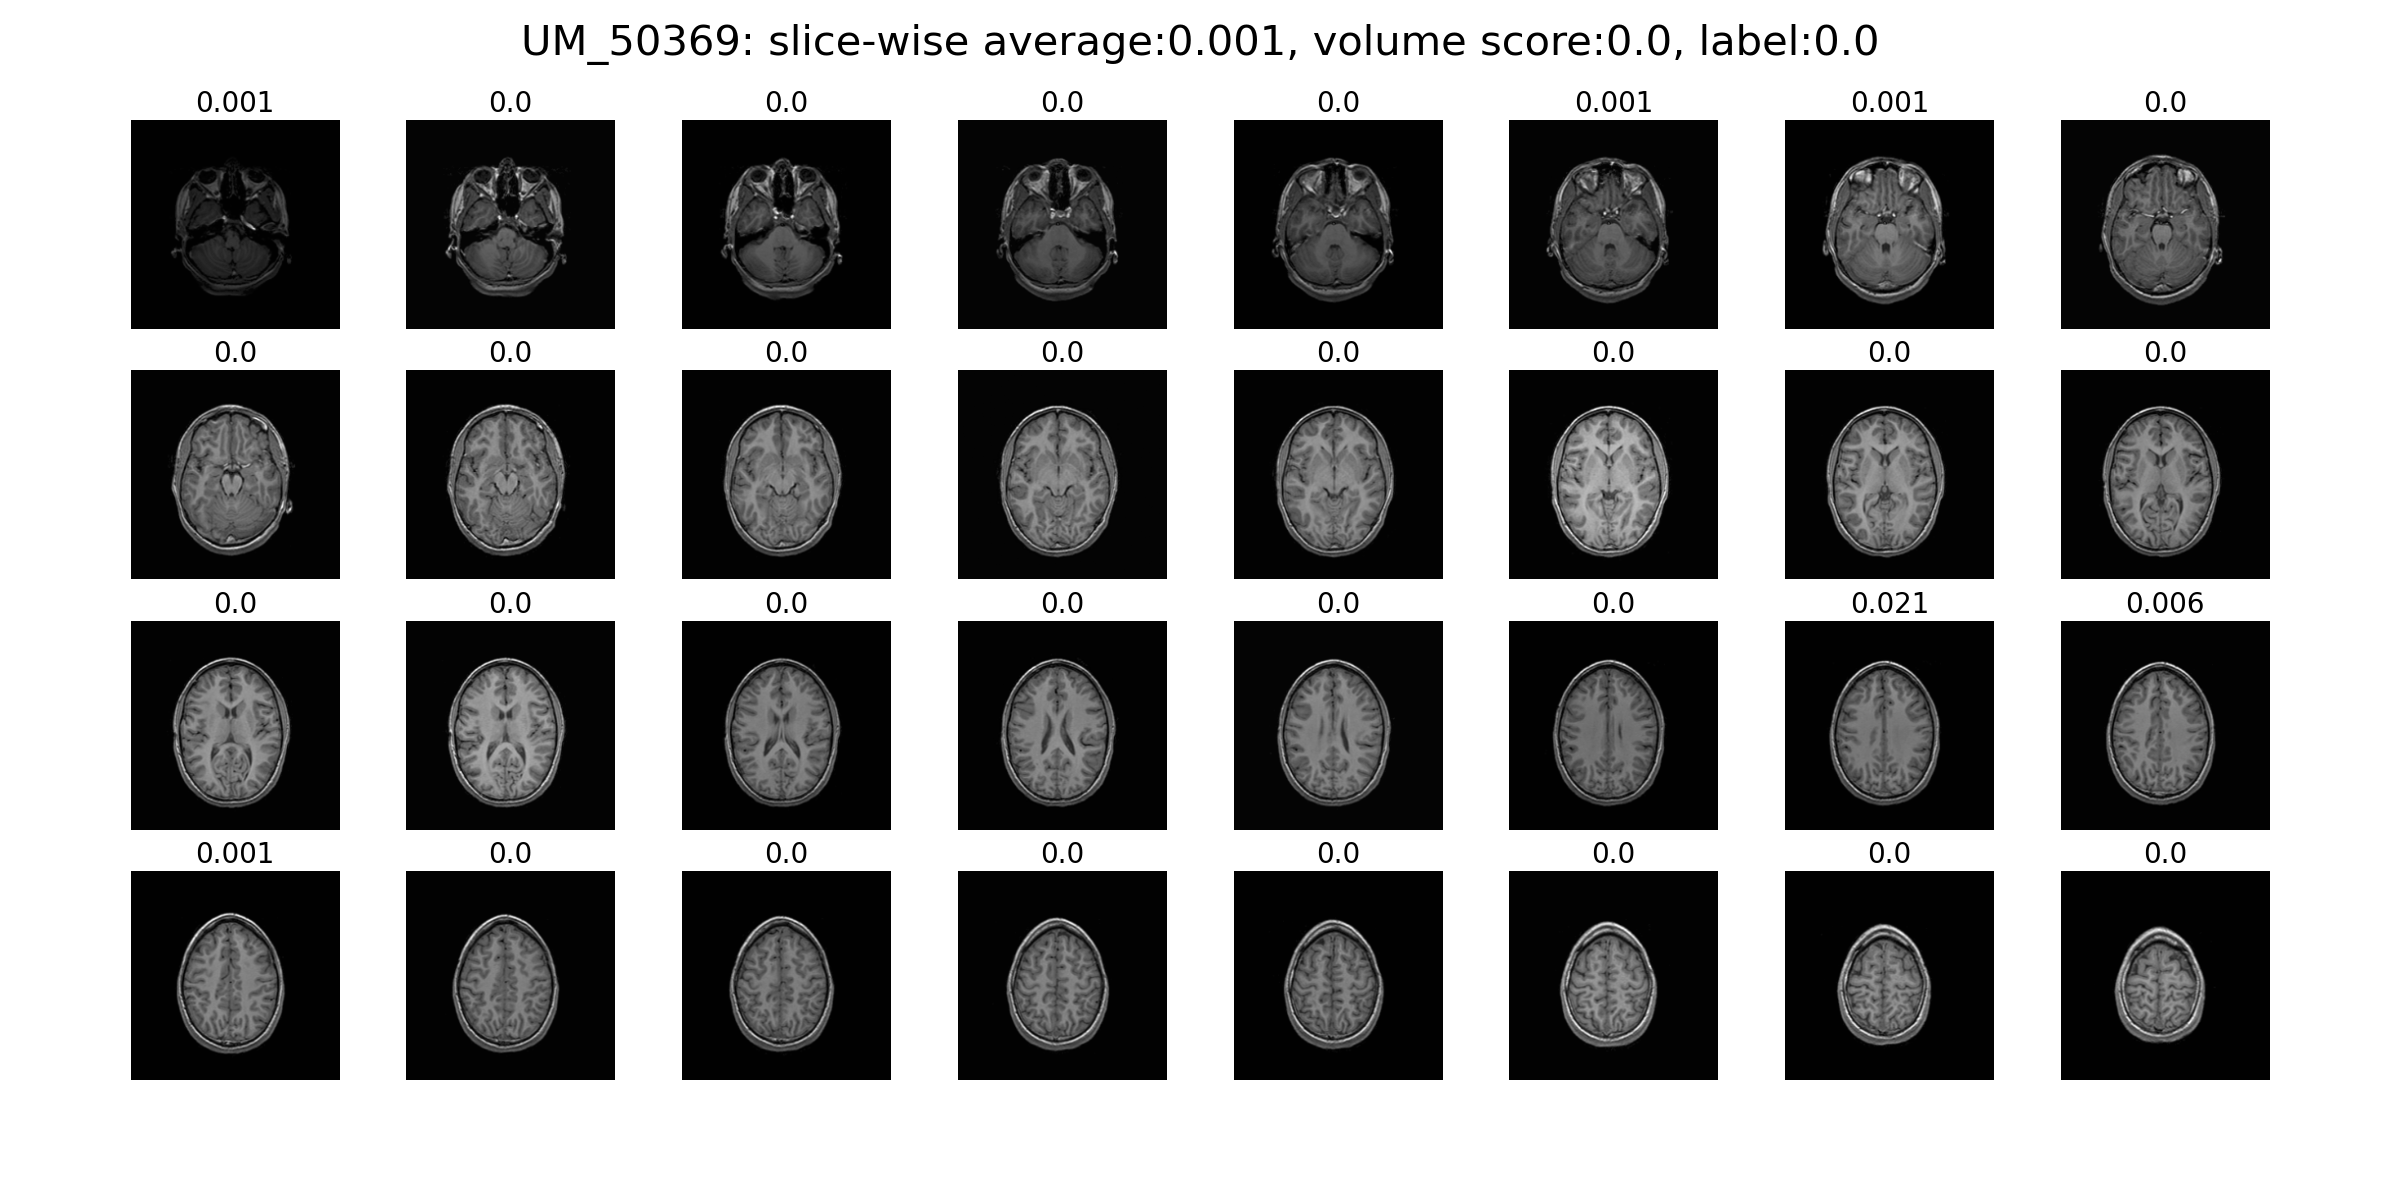 UM_50369: slice-wise average:0.001, volume score:0.0, label:0.0
0.001 0.0 0.0 0.0 0.0 0.001 0.001 0.0
0.0 0.0 0.0 0.0 0.0 0.0 0.0 0.0
0.0 0.0 0.0 0.0 0.0 0.0 0.021 0.006
0.001 0.0 0.0 0.0 0.0 0.0 0.0 0.0